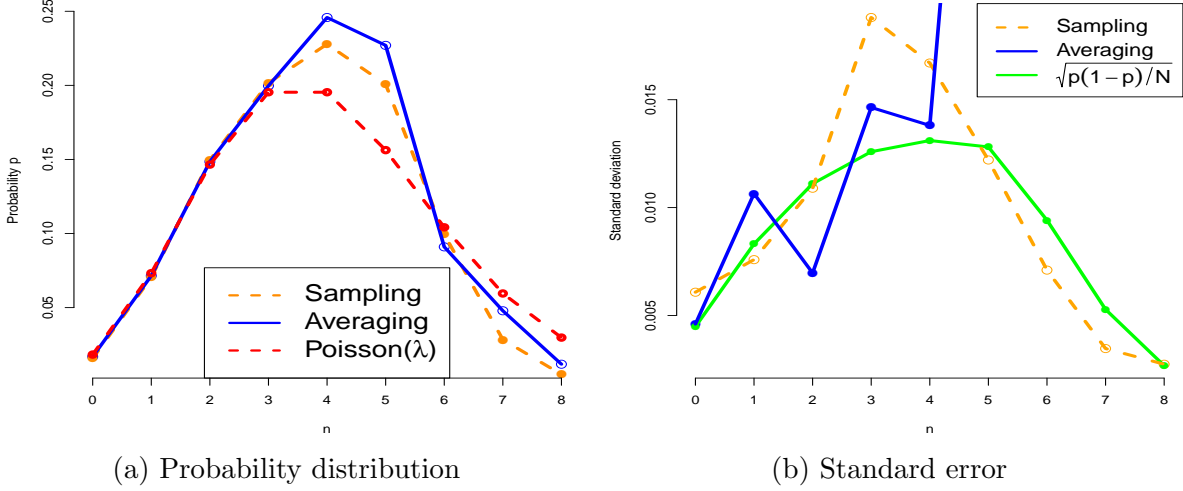 0.25
0.20
0.15
0.10
0.05
Probability p
Sampling
Averaging
Poisson(λ)
0 1 2 3 4 5 6 7 8
n
(a) Probability distribution
Sampling
Averaging
√p(1−p)/N
0.015
0.010
0.005
Standard deviation
0 1 2 3 4 5 6 7 8
n
(b) Standard error